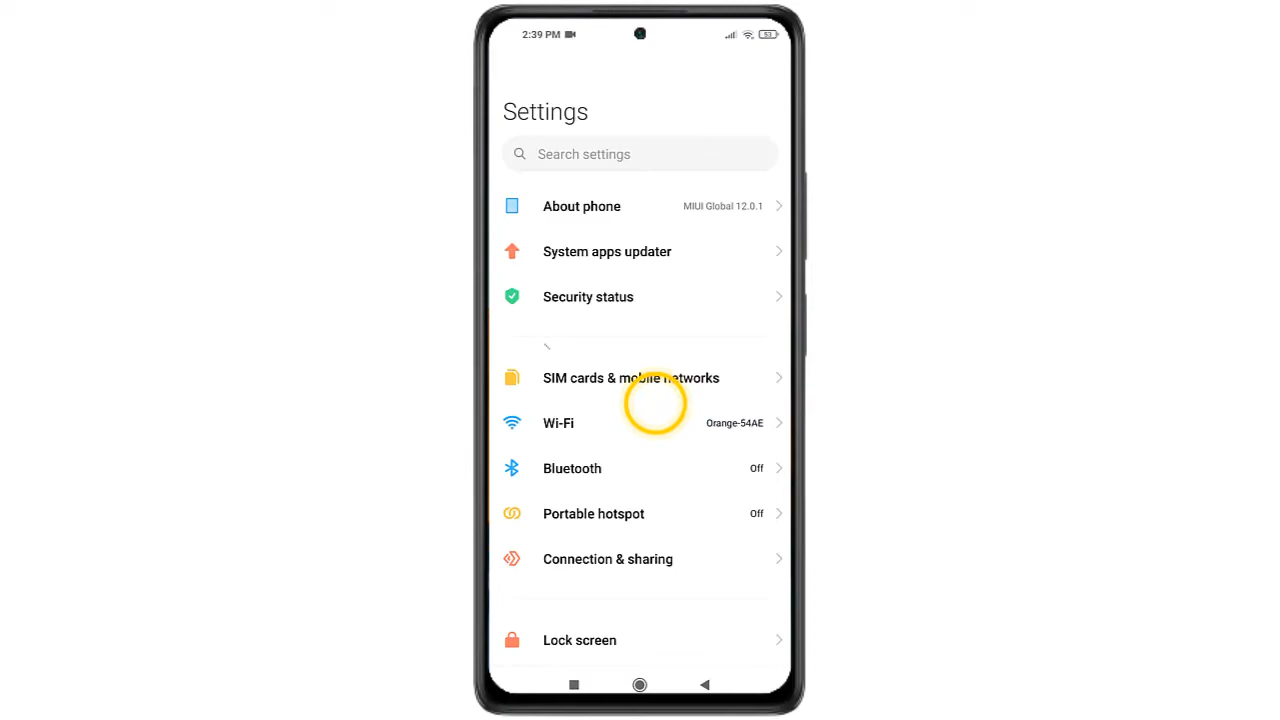 2:39 PM
53
Settings
Search settings
About phone MIUI Global 12.0.1
System apps updater
Security status
SIM cards & mobile networks
Wi-Fi Orange-54AE
Bluetooth Off
Portable hotspot Off
Connection & sharing
Lock screen